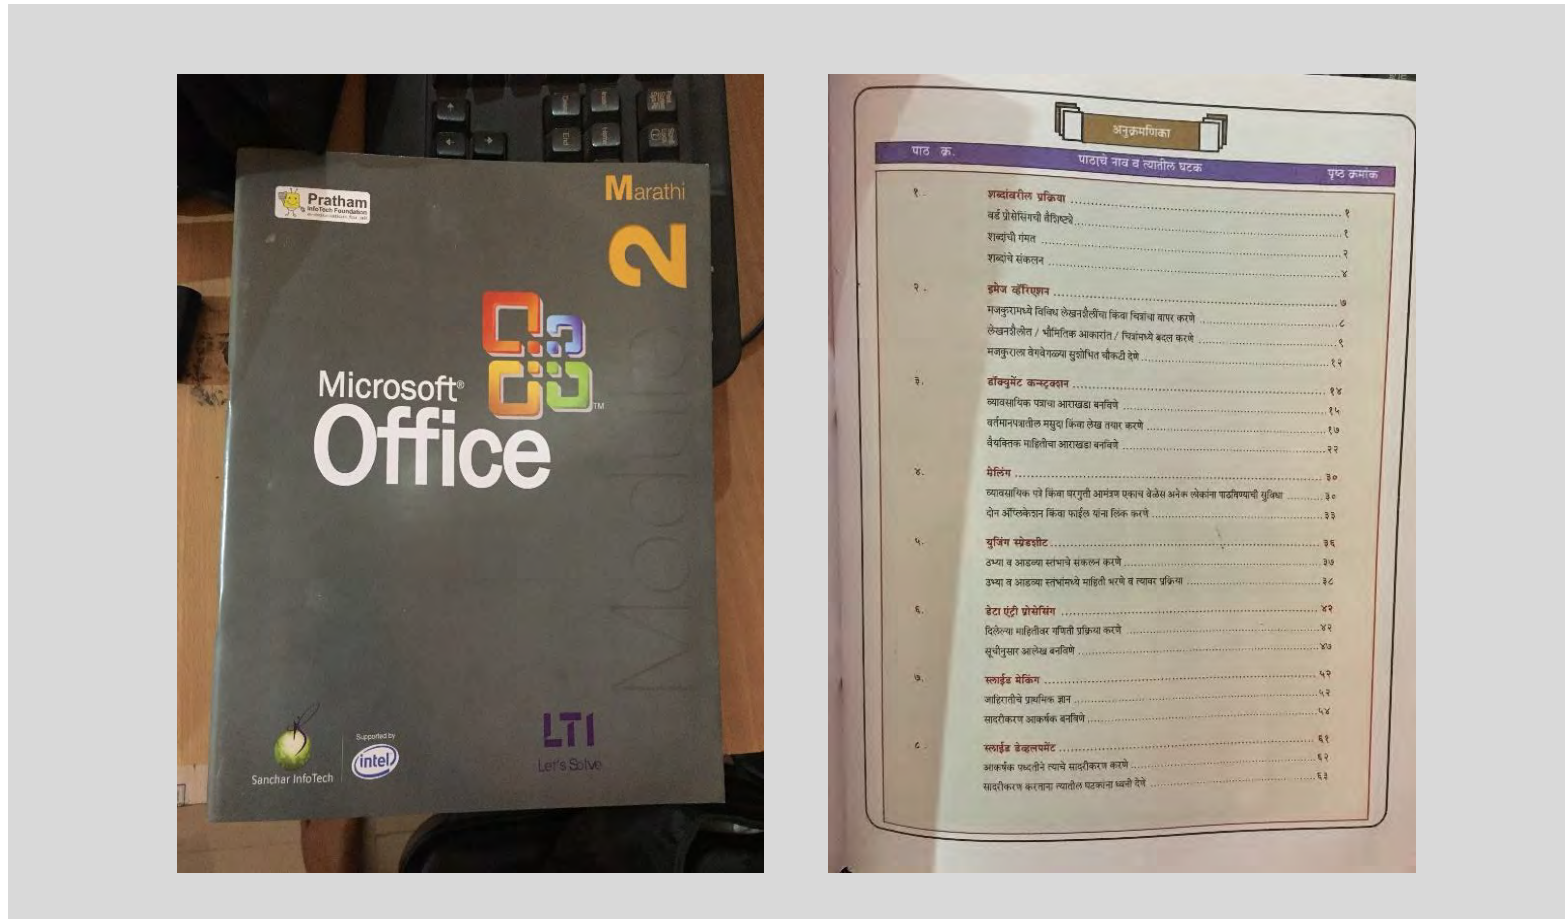 Pratham
InfoTech Foundation
Marathi
2
Microsoft®
Office
TM
Module
Sanchar InfoTech
Supported by
intel
LTI
Let's Solve
End
अनुक्रमणिका
पाठ क्र. पाठाचे नाव व त्यातील घटक पृष्ठ क्रमांक
१. शब्दांवरील प्रक्रिया १
वर्ड प्रोसेसिंगची वैशिष्ट्ये १
शब्दांची गंमत २
शब्दांचे संकलन ४
२. इमेज व्हॅरिएशन ७
मजकुरामध्ये विविध लेखनशैलींचा किंवा चित्रांचा वापर करणे ८
लेखनशैलीत / भौमितिक आकारांत / चित्रांमध्ये बदल करणे ९
मजकुराला वेगवेगळ्या सुशोभित चौकटी देणे १२
३. डॉक्युमेंट कन्स्ट्रक्शन १४
व्यावसायिक पत्राचा आराखडा बनविणे १५
वर्तमानपत्रातील मसुदा किंवा लेख तयार करणे १७
वैयक्तिक माहितीचा आराखडा बनविणे २२
४. मेलिंग ३०
व्यावसायिक पत्रे किंवा घरगुती आमंत्रण एकाच वेळेस अनेक लोकांना पाठविण्याची सुविधा ३०
दोन ॲप्लिकेशन किंवा फाईल यांना लिंक करणे ३३
५. युजिंग स्प्रेडशीट ३६
उभ्या व आडव्या स्तंभाचे संकलन करणे ३७
उभ्या व आडव्या स्तंभांमध्ये माहिती भरणे व त्यावर प्रक्रिया ३८
६. डेटा एंट्री प्रोसेसिंग ४२
दिलेल्या माहितीवर गणिती प्रक्रिया करणे ४२
सूचीनुसार आलेख बनविणे ४७
७. स्लाईड मेकिंग ५२
जाहिरातीचे प्राथमिक ज्ञान ५२
सादरीकरण आकर्षक बनविणे ५४
८. स्लाईड डेव्हलपमेंट ६१
आकर्षक पध्दतीने त्याचे सादरीकरण करणे ६२
सादरीकरण करताना त्यातील घटकांना ध्वनी देणे ६३